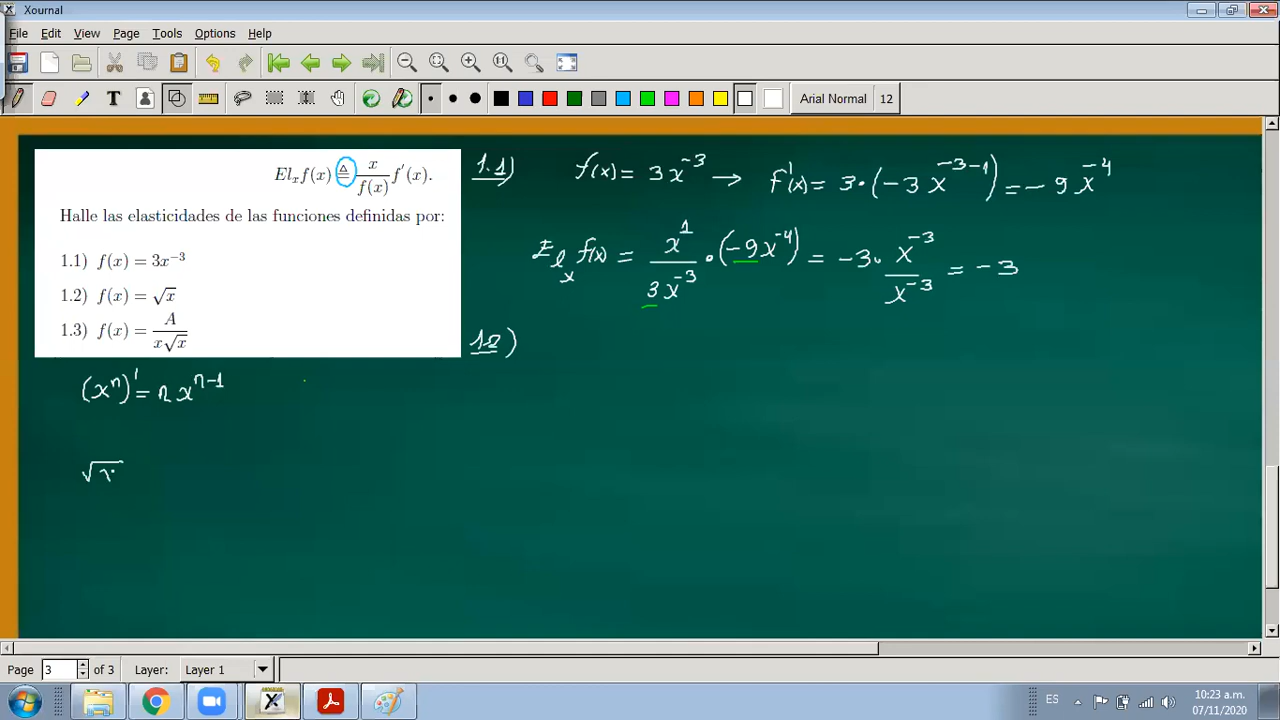 Xournal
File Edit View Page Tools Options Help
Arial Normal 12
El_x f(x) ≜ x/f(x) f'(x).
Halle las elasticidades de las funciones definidas por:
1.1) f(x) = 3x^{-3}
1.2) f(x) = √x
1.3) f(x) = A/(x√x)
1.1) f(x) = 3x^{-3} → f'(x) = 3·(-3x^{-3-1}) = -9x^{-4}
El_x f(x) = x^1/(3x^{-3}) · (-9x^{-4}) = -3· x^{-3}/x^{-3} = -3
1.2)
(x^n)' = n x^{n-1}
√x
Page 3 of 3 Layer: Layer 1
ES 10:23 a.m.
07/11/2020